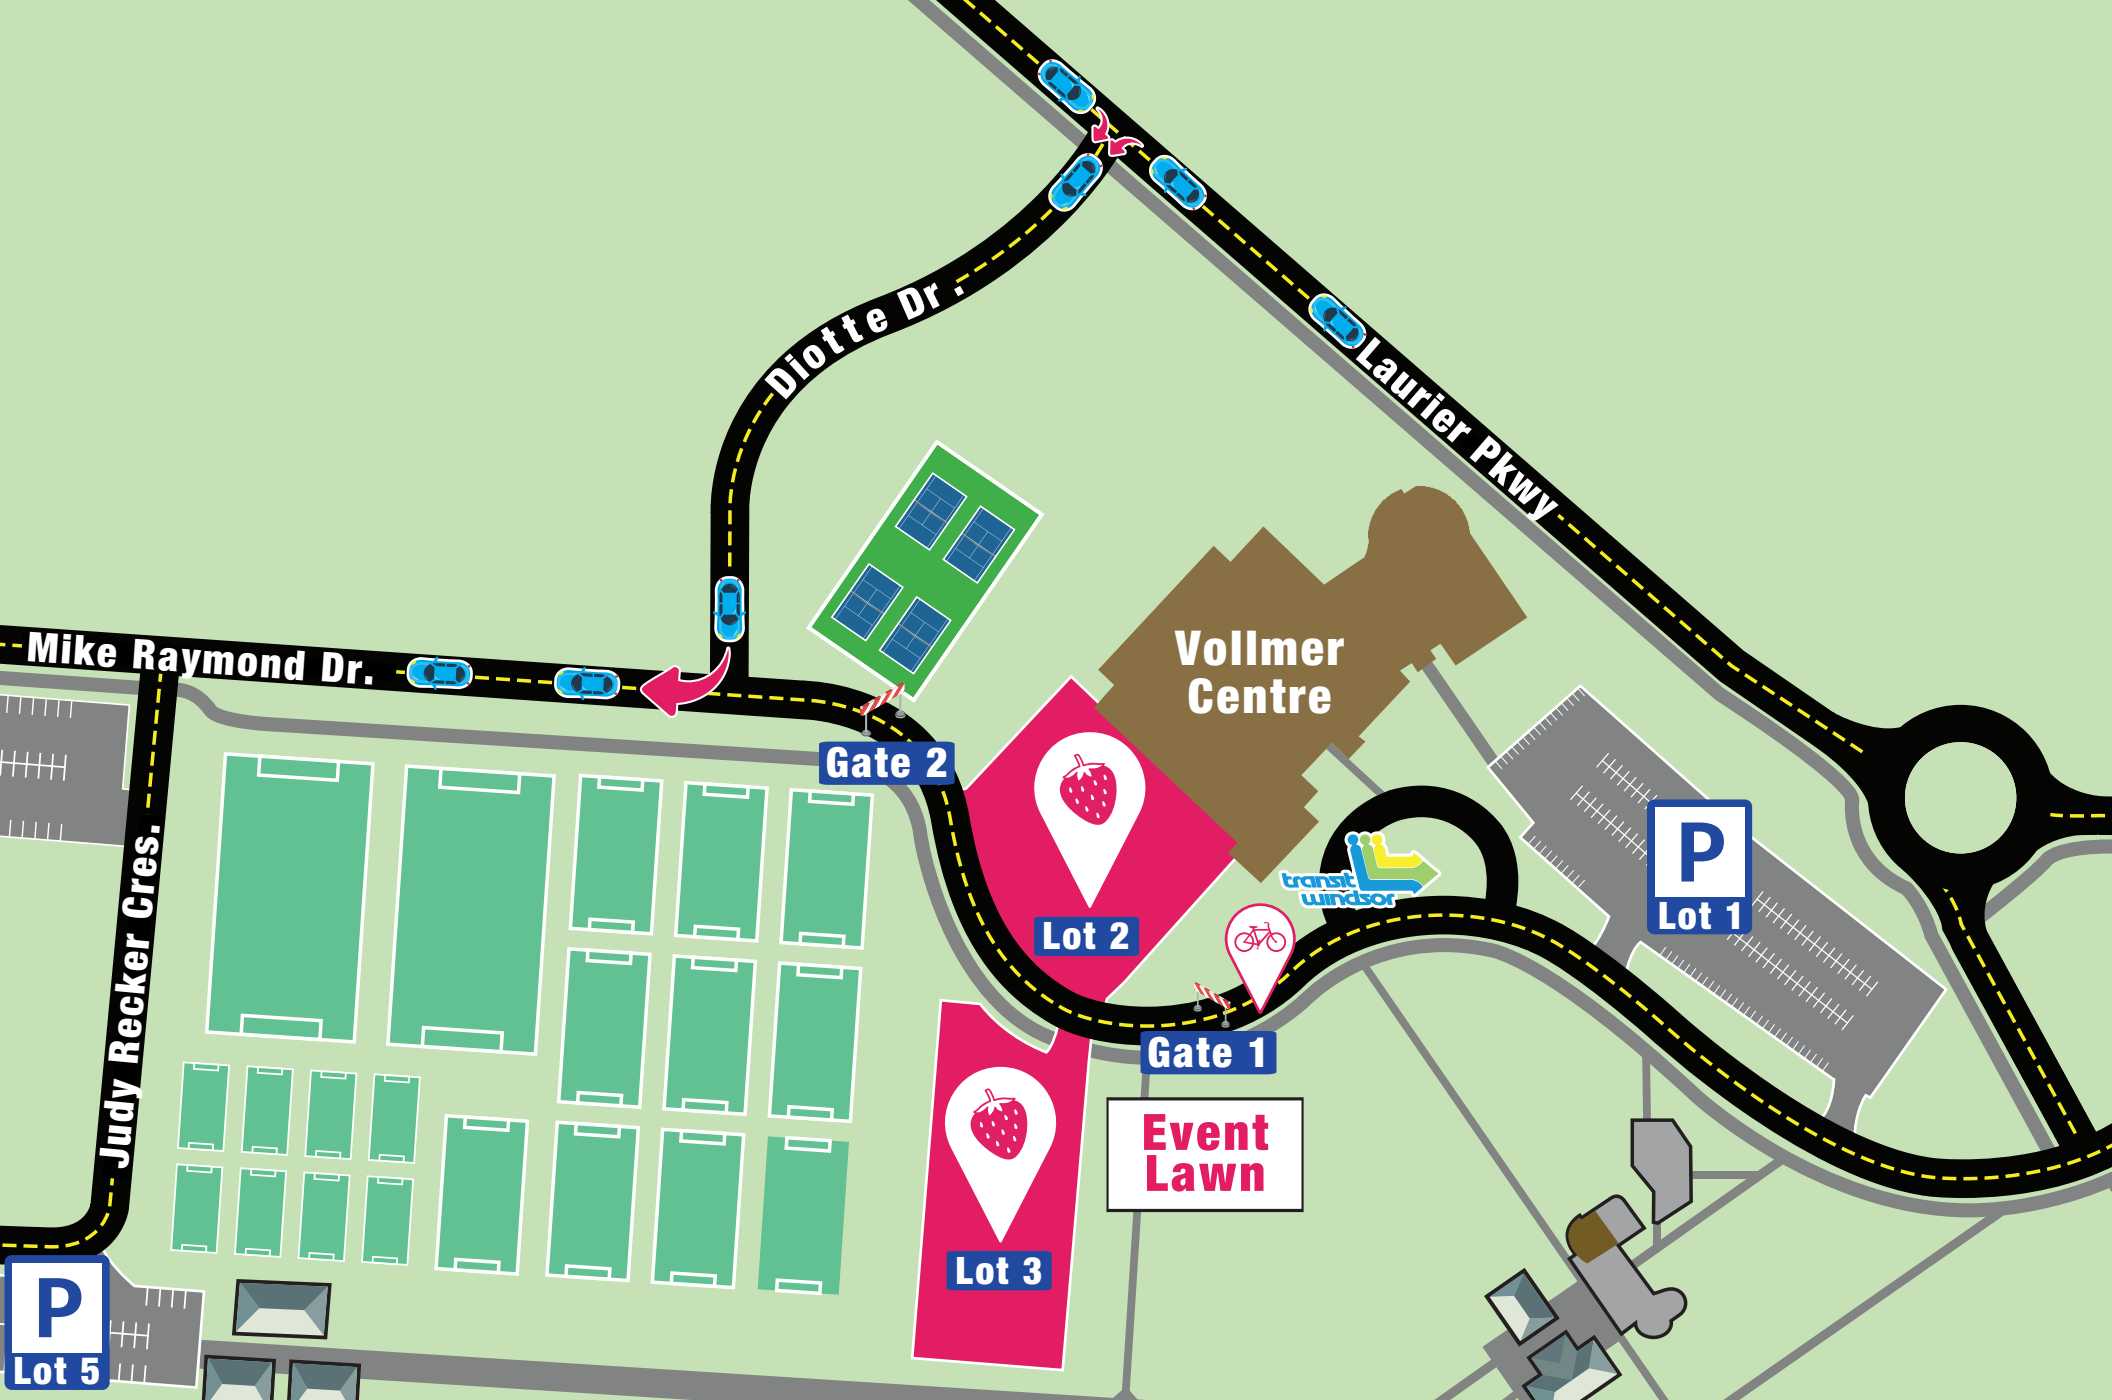 Laurier Pkwy
Diotte Dr.
Mike Raymond Dr.
Vollmer
Centre
Gate 2
P
Lot 1
transit
windsor
Judy Recker Cres.
Lot 2
Gate 1
Event
Lawn
Lot 3
P
Lot 5